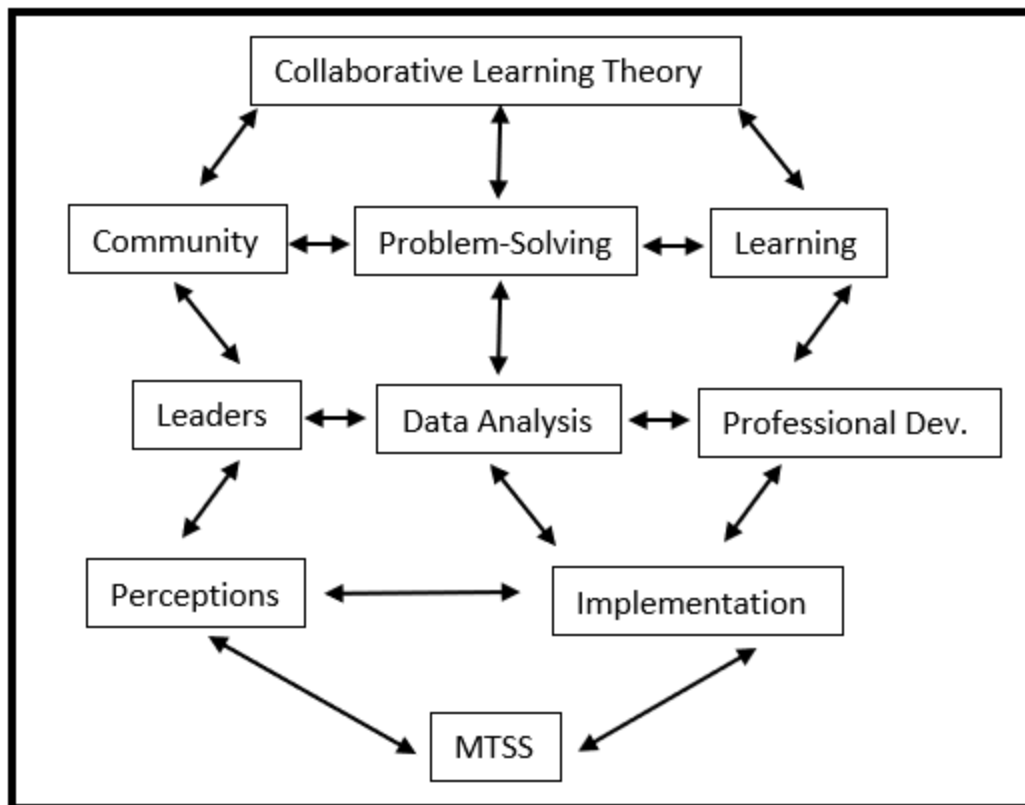 Collaborative Learning Theory
Community
Problem-Solving
Learning
Leaders
Data Analysis
Professional Dev.
Perceptions
Implementation
MTSS